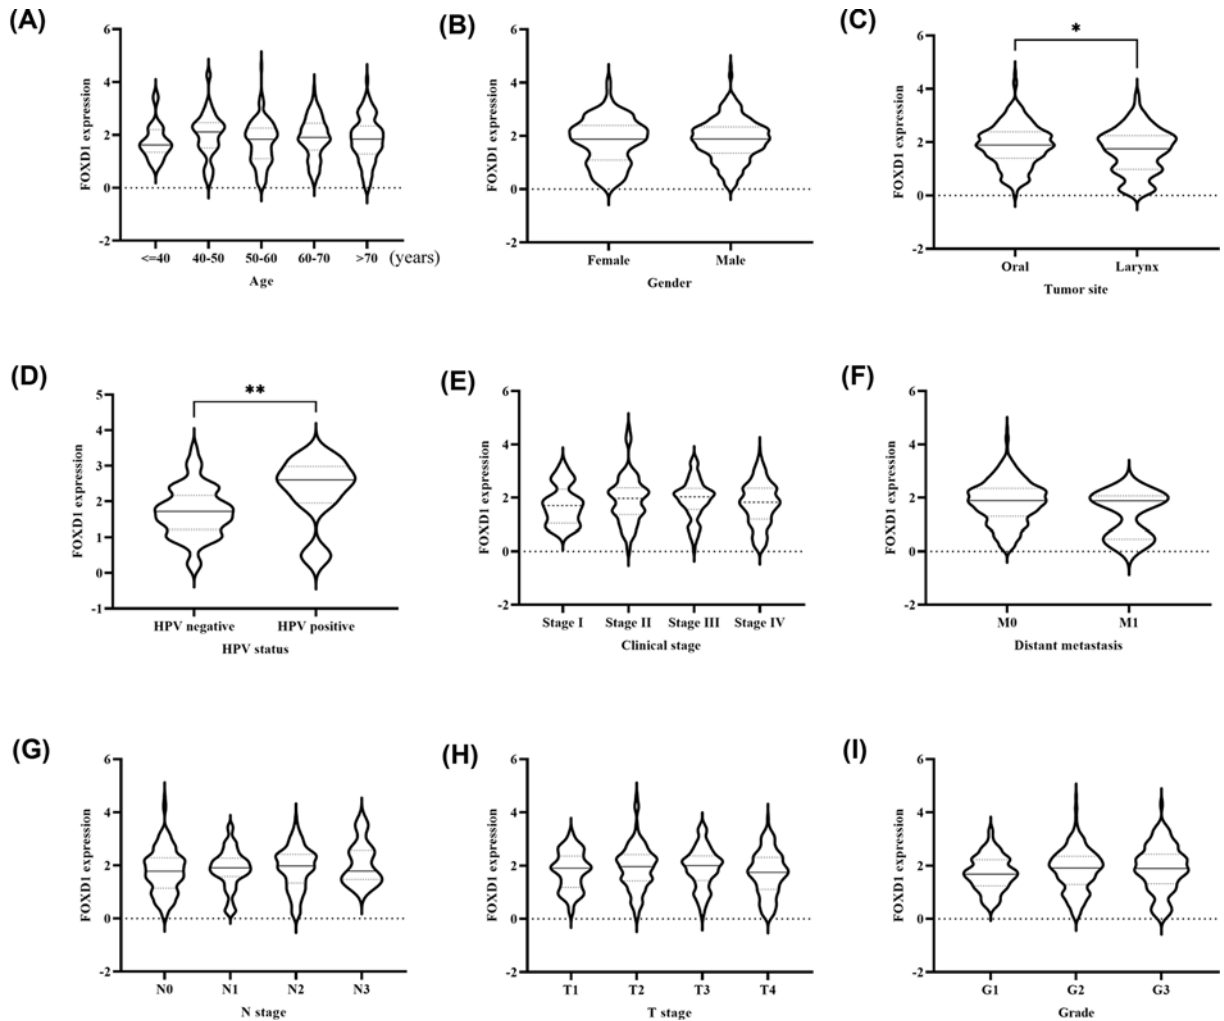 (A)
FOXD1 expression
6
4
2
0
-2
<=40 40-50 50-60 60-70 >70 (years)
Age
(B)
FOXD1 expression
6
4
2
0
-2
Female Male
Gender
(C)
FOXD1 expression
6
4
2
0
-2
*
Oral Larynx
Tumor site
(D)
FOXD1 expression
5
4
3
2
1
0
-1
**
HPV negative HPV positive
HPV status
(E)
FOXD1 expression
6
4
2
0
-2
Stage I Stage II Stage III Stage IV
Clinical stage
(F)
FOXD1 expression
6
4
2
0
-2
M0 M1
Distant metastasis
(G)
FOXD1 expression
6
4
2
0
-2
N0 N1 N2 N3
N stage
(H)
FOXD1 expression
6
4
2
0
-2
T1 T2 T3 T4
T stage
(I)
FOXD1 expression
6
4
2
0
-2
G1 G2 G3
Grade